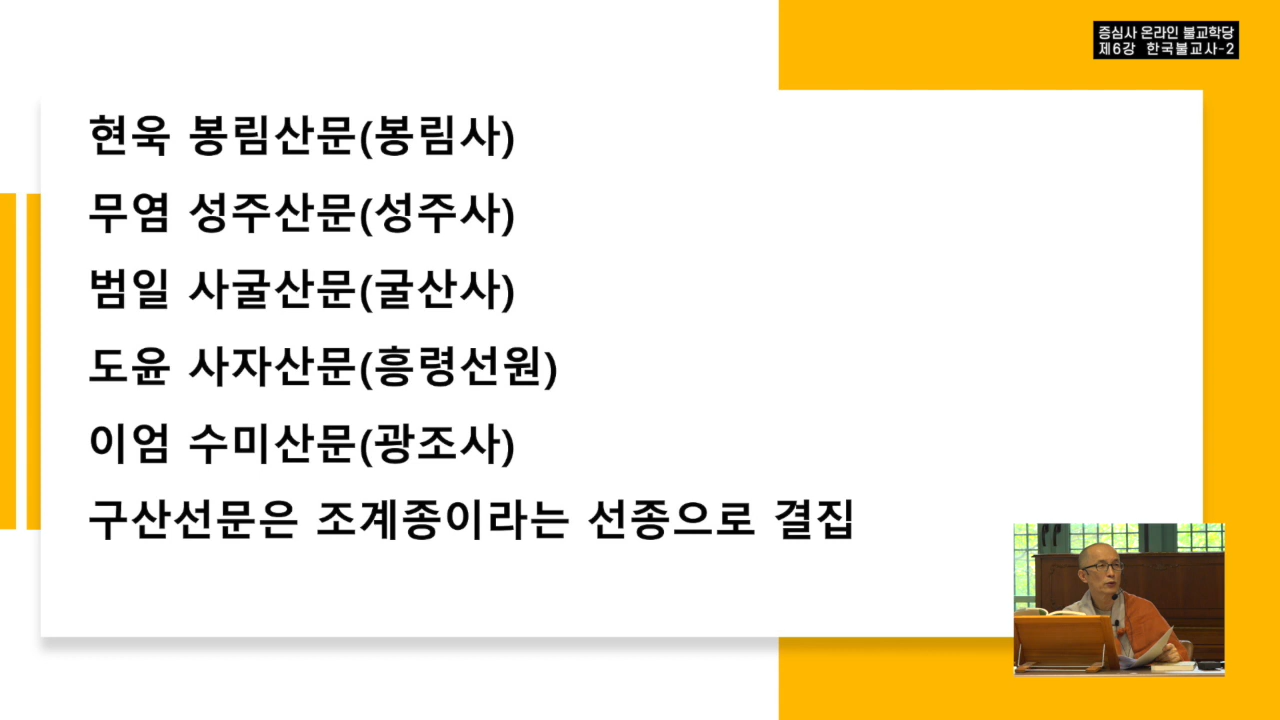 증심사 온라인 불교학당
제6강 한국불교사-2
현욱 봉림산문(봉림사)
무염 성주산문(성주사)
범일 사굴산문(굴산사)
도윤 사자산문(흥령선원)
이엄 수미산문(광조사)
구산선문은 조계종이라는 선종으로 결집